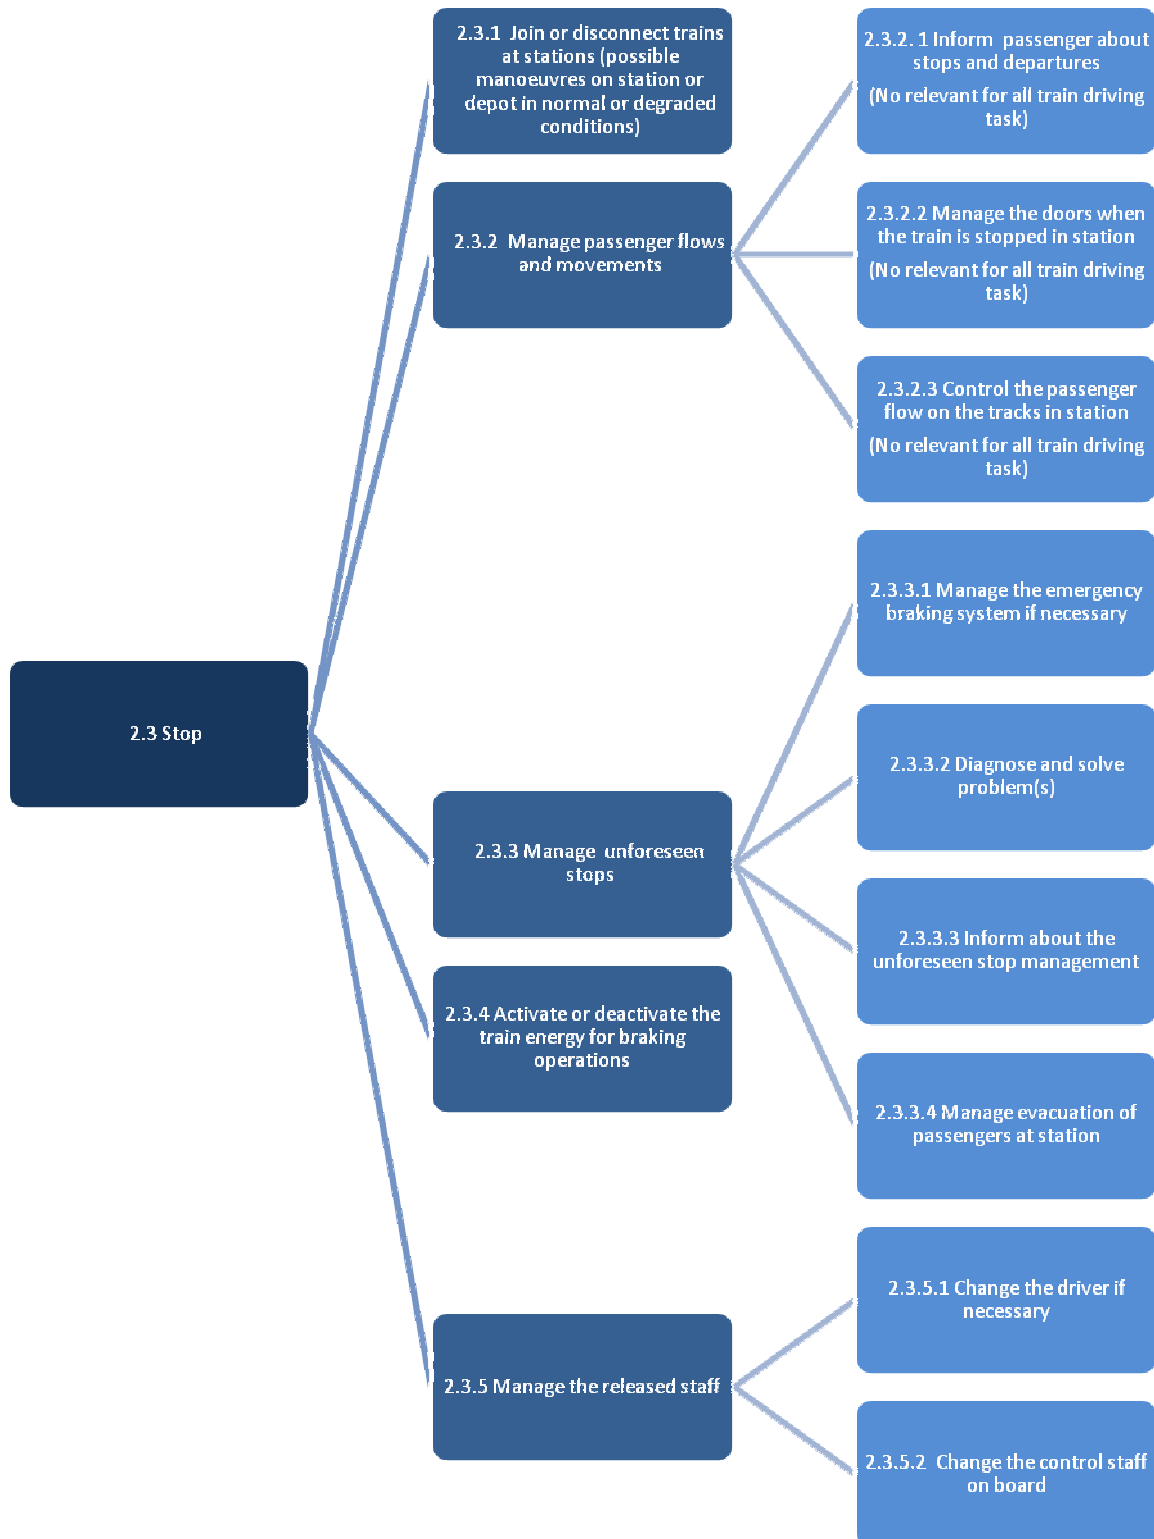 2.3 Stop
2.3.1 Join or disconnect trains
at stations (possible
manoeuvres on station or
depot in normal or degraded
conditions)
2.3.2 Manage passenger flows
and movements
2.3.2. 1 Inform passenger about
stops and departures
(No relevant for all train driving
task)
2.3.2.2 Manage the doors when
the train is stopped in station
(No relevant for all train driving
task)
2.3.2.3 Control the passenger
flow on the tracks in station
(No relevant for all train driving
task)
2.3.3 Manage unforeseen
stops
2.3.3.1 Manage the emergency
braking system if necessary
2.3.3.2 Diagnose and solve
problem(s)
2.3.3.3 Inform about the
unforeseen stop management
2.3.3.4 Manage evacuation of
passengers at station
2.3.4 Activate or deactivate the
train energy for braking
operations
2.3.5 Manage the released staff
2.3.5.1 Change the driver if
necessary
2.3.5.2 Change the control staff
on board